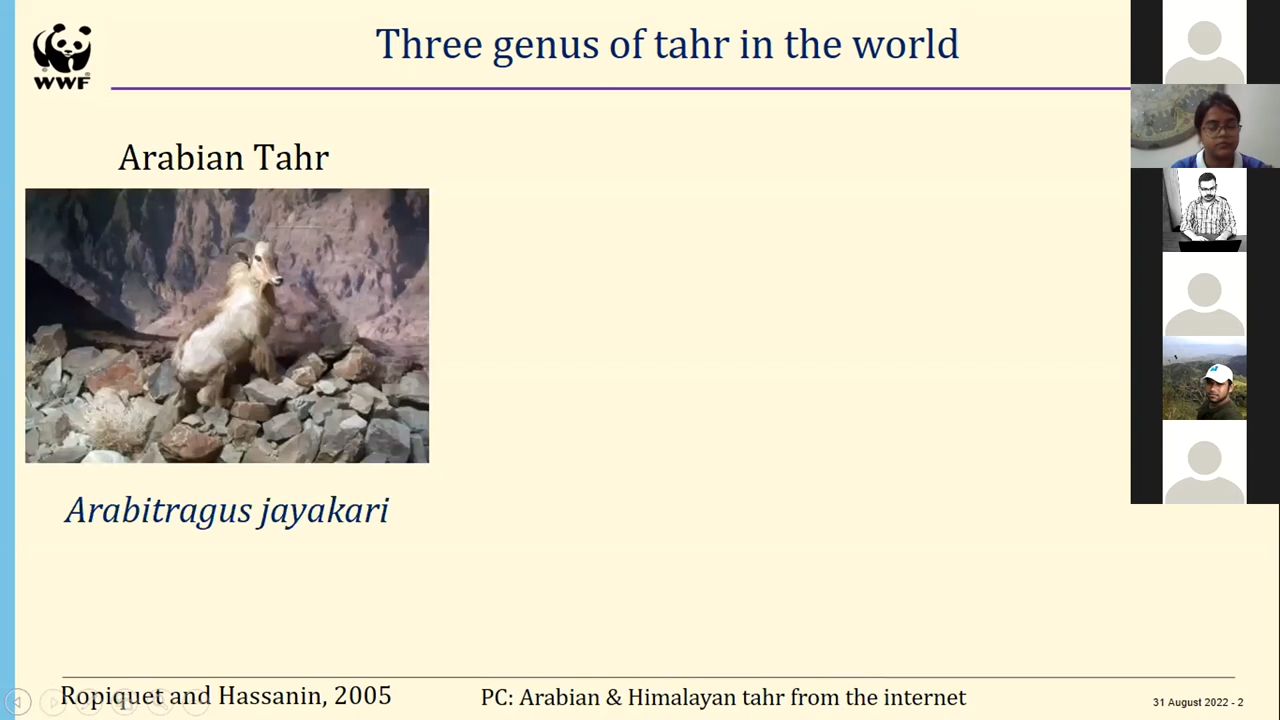 Three genus of tahr in the world
WWF
Arabian Tahr
Arabitragus jayakari
Ropiquet and Hassanin, 2005
PC: Arabian & Himalayan tahr from the internet
31 August 2022 - 2